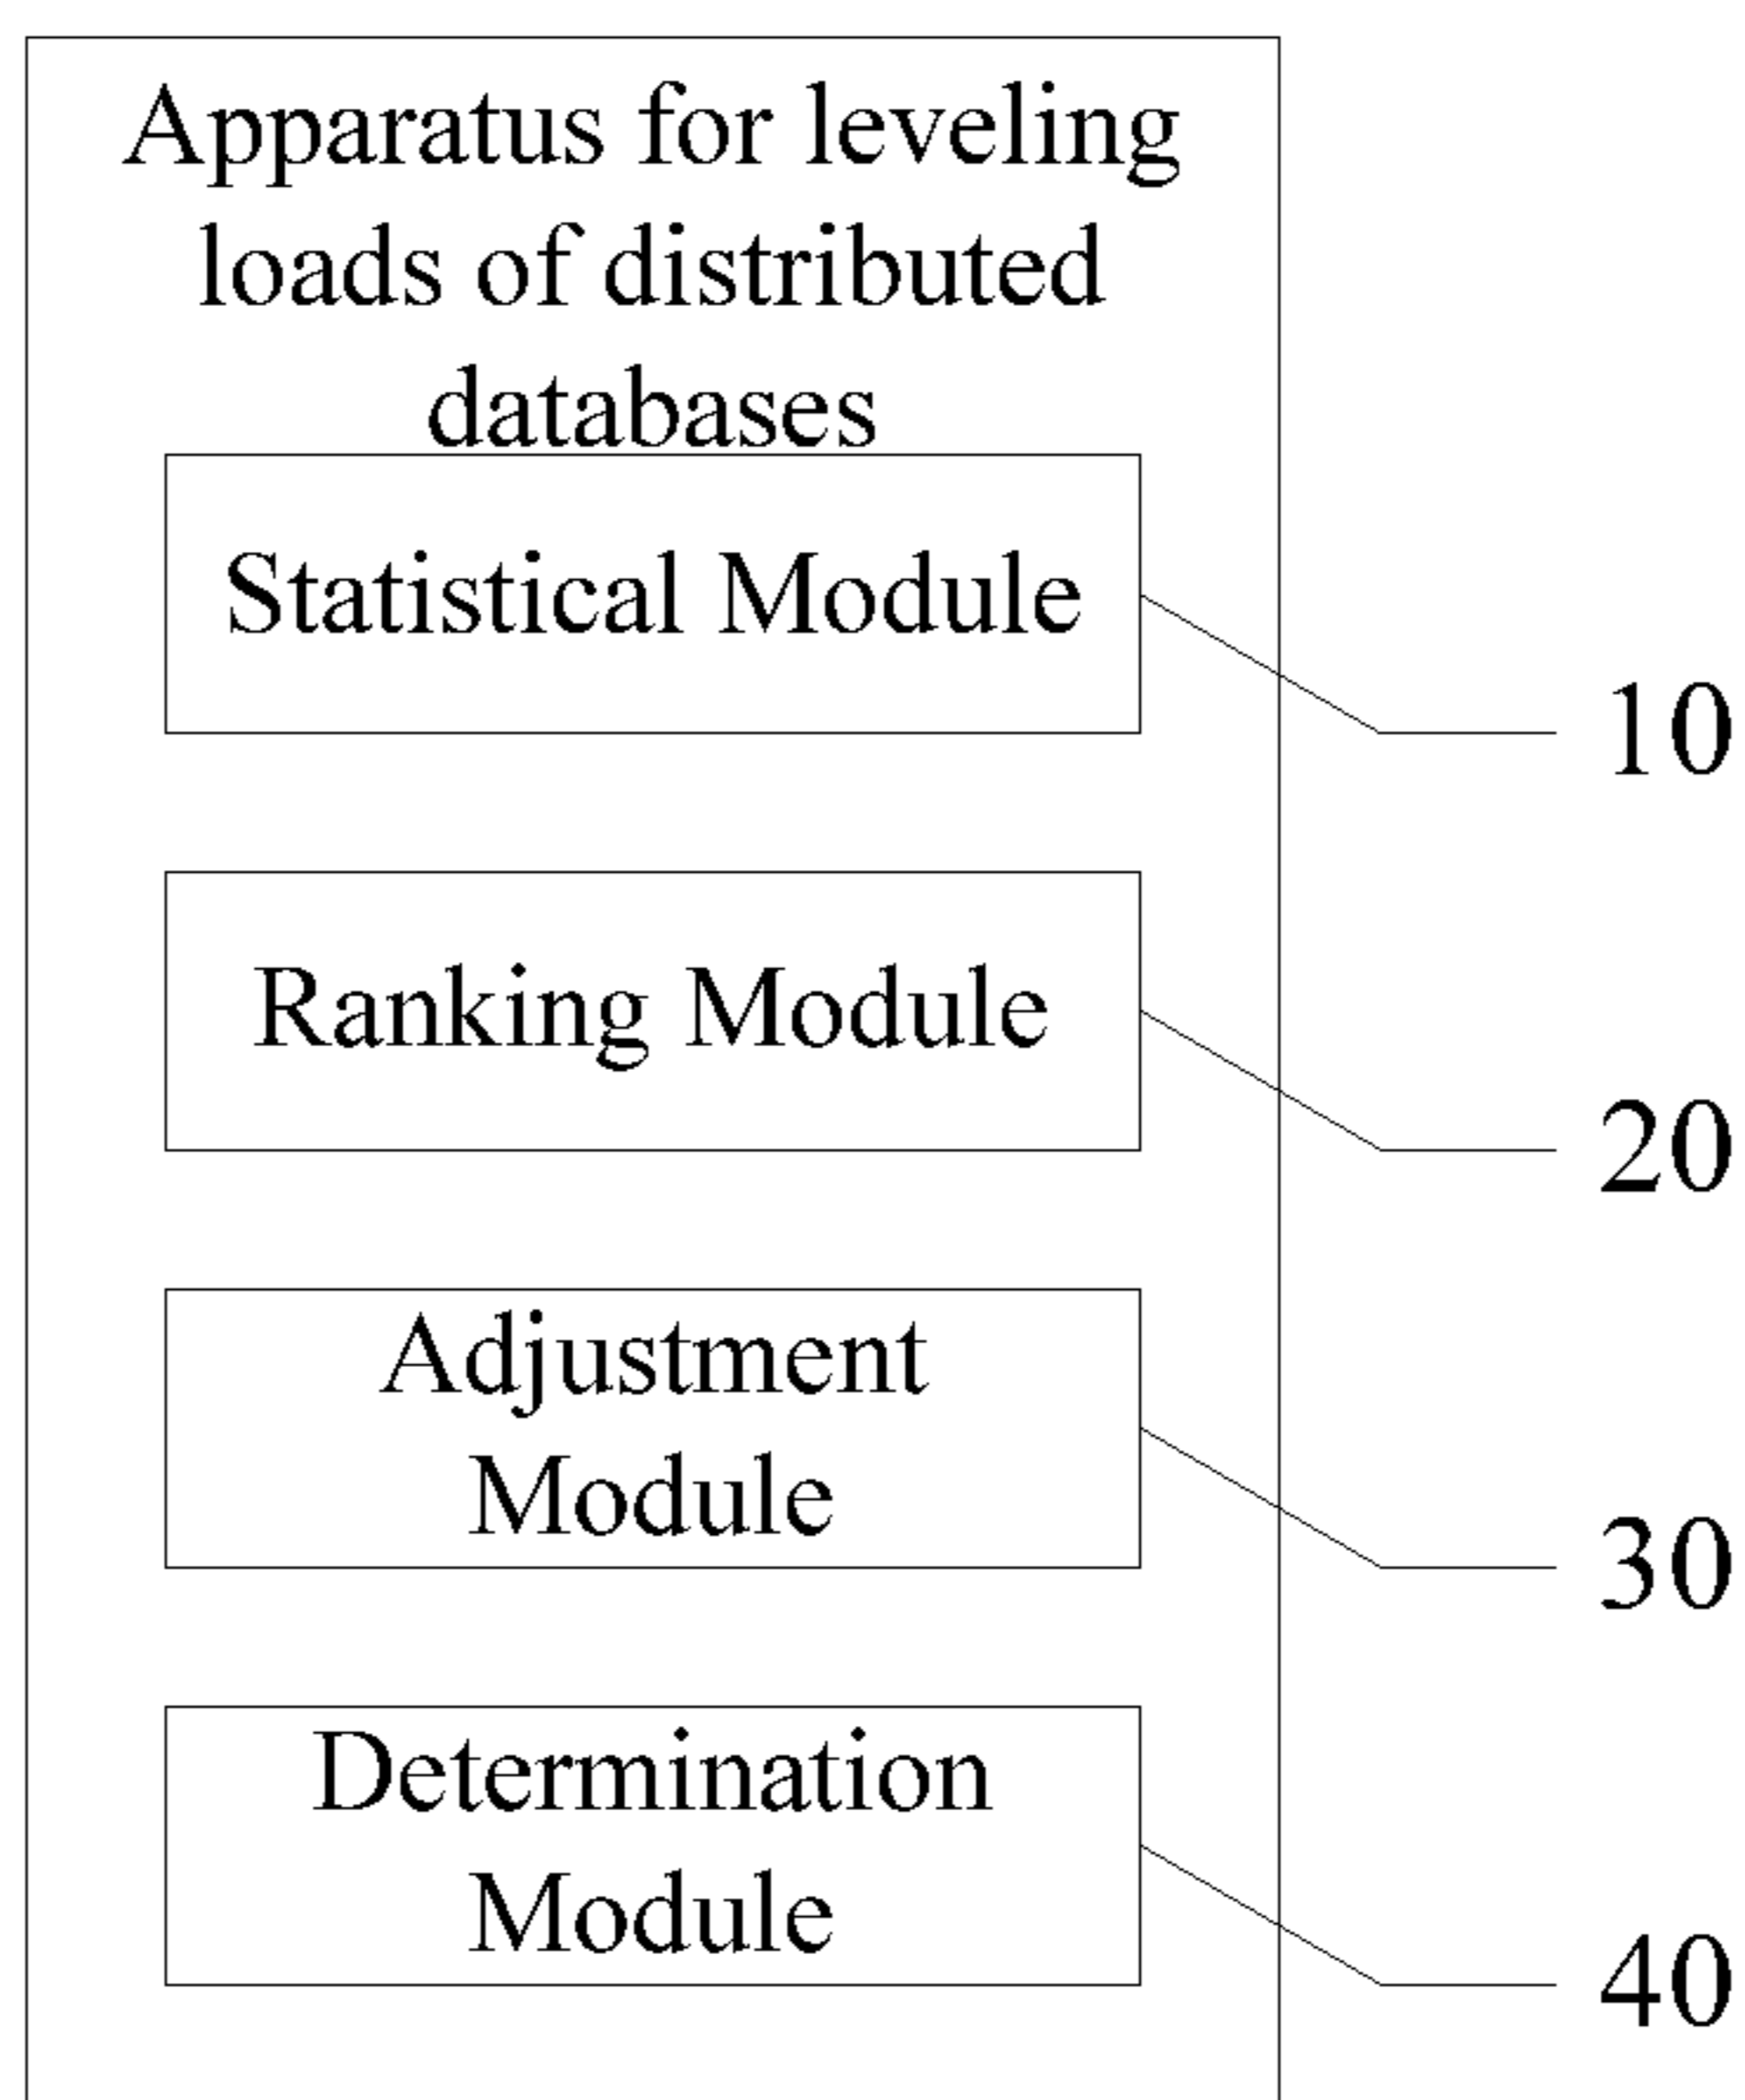 Apparatus for leveling
loads of distributed
databases
Statistical Module
10
Ranking Module
20
Adjustment
Module
30
Determination
Module
40